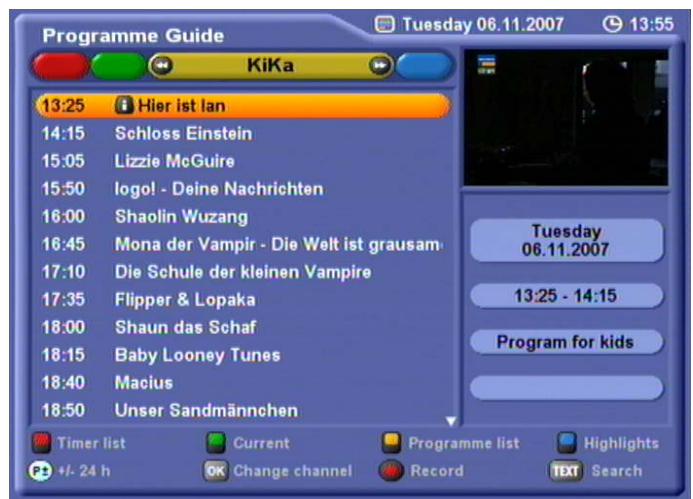 Programme Guide
Tuesday 06.11.2007
13:55
KiKa
13:25 Hier ist Ian
14:15 Schloss Einstein
15:05 Lizzie McGuire
15:50 logo! - Deine Nachrichten
16:00 Shaolin Wuzang
16:45 Mona der Vampir - Die Welt ist grausam
17:10 Die Schule der kleinen Vampire
17:35 Flipper & Lopaka
18:00 Shaun das Schaf
18:15 Baby Looney Tunes
18:40 Macius
18:50 Unser Sandmännchen
Tuesday
06.11.2007
13:25 - 14:15
Program for kids
Timer list
Current
Programme list
Highlights
P± +/- 24 h
OK Change channel
Record
TEXT Search